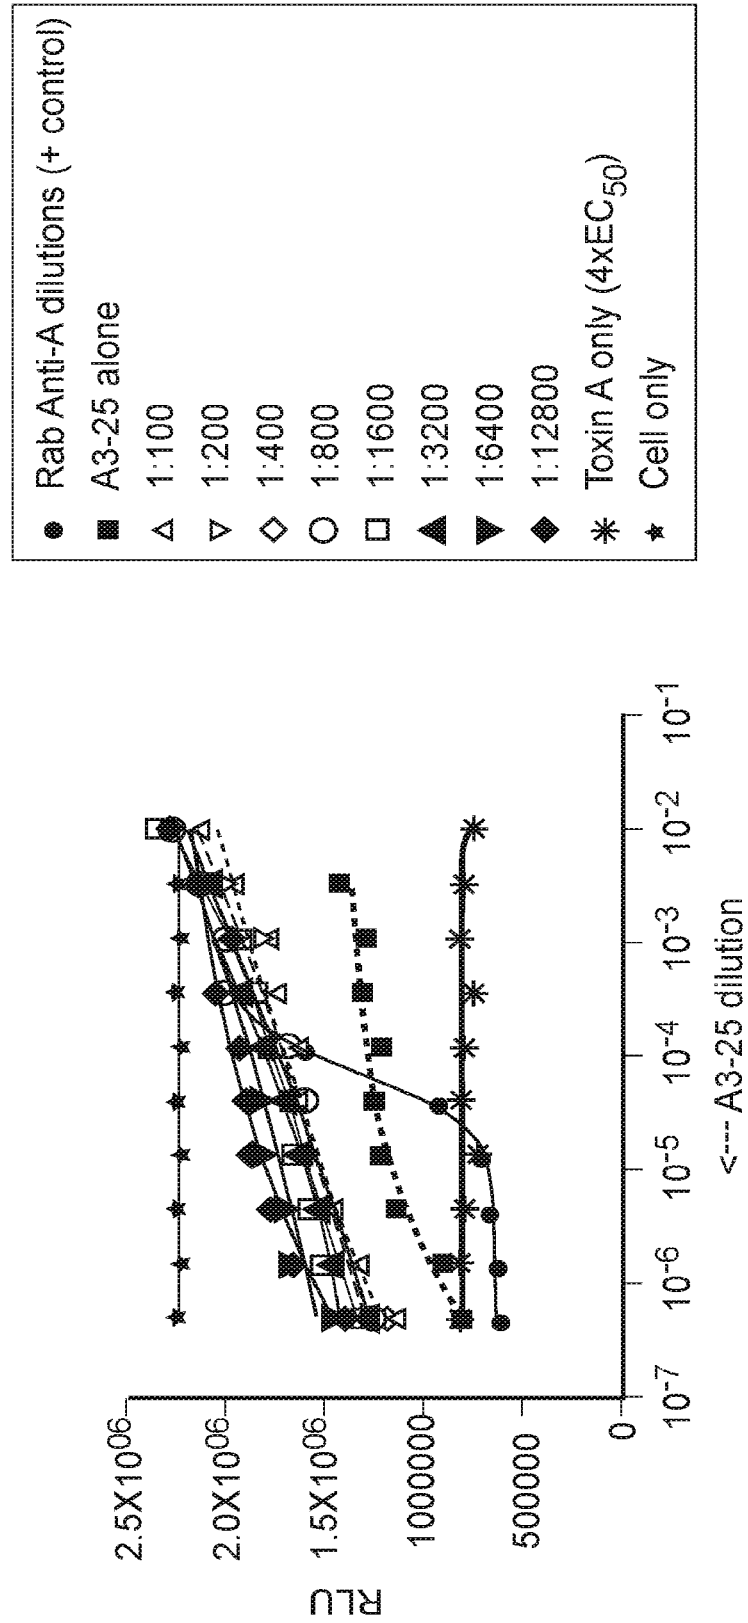 RLU
2.5X10⁰⁶
2.0X10⁰⁶
1.5X10⁰⁶
1000000
500000
0
10⁻⁷
10⁻⁶
10⁻⁵
10⁻⁴
10⁻³
10⁻²
10⁻¹
<--- A3-25 dilution
Rab Anti-A dilutions (+ control)
A3-25 alone
1:100
1:200
1:400
1:800
1:1600
1:3200
1:6400
1:12800
Toxin A only (4xEC₅₀)
Cell only